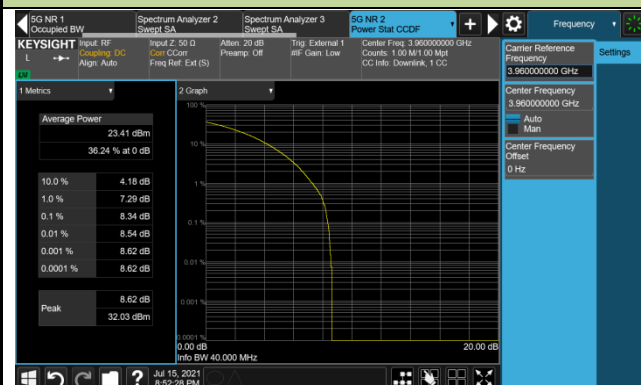 5G NR 1
Occupied BW
Spectrum Analyzer 2
Swept SA
Spectrum Analyzer 3
Swept SA
5G NR 2
Power Stat CCDF
Frequency
KEYSIGHT
L
Input: RF
Coupling: DC
Align: Auto
Input Z: 50 Ω
Corr CCorr
Freq Ref: Ext (S)
Atten: 20 dB
Preamp: Off
Trig: External 1
#IF Gain: Low
Center Freq: 3.960000000 GHz
Counts: 1.00 M/1.00 Mpt
CC Info: Downlink, 1 CC
Carrier Reference
Frequency
3.960000000 GHz
Settings
Center Frequency
3.960000000 GHz
Auto
Man
Center Frequency
Offset
0 Hz
1 Metrics
Average Power
23.41 dBm
36.24 % at 0 dB
10.0 % 4.18 dB
1.0 % 7.29 dB
0.1 % 8.34 dB
0.01 % 8.54 dB
0.001 % 8.62 dB
0.0001 % 8.62 dB
Peak
8.62 dB
32.03 dBm
2 Graph
100 %
10 %
1 %
0.1 %
0.01 %
0.001 %
0.0001 %
0.00 dB
20.00 dB
Info BW 40.000 MHz
?
Jul 15, 2021
8:52:28 PM